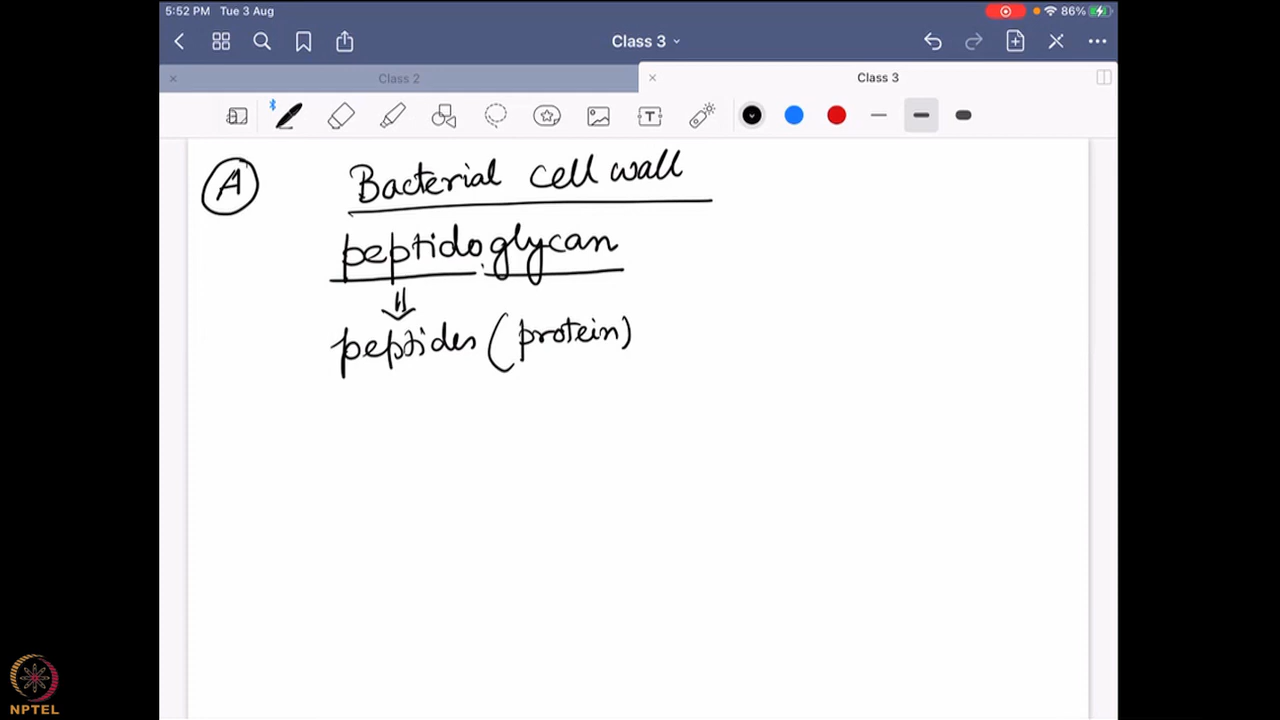 5:52 PM Tue 3 Aug 86%
Class 3
Class 2 Class 3
T
A Bacterial cell wall
peptidoglycan
peptides (protein)
NPTEL